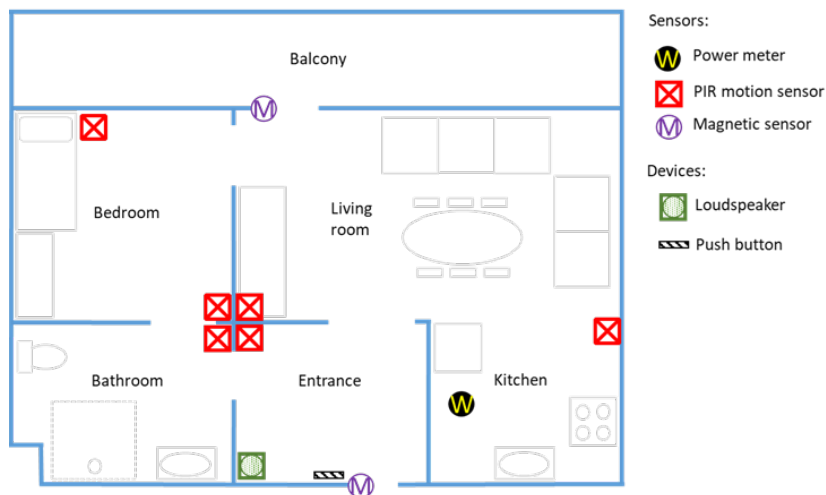 Sensors:
Power meter
PIR motion sensor
Magnetic sensor
Devices:
Loudspeaker
Push button
Balcony
M
Bedroom
Living
room
Bathroom
Entrance
Kitchen
W
M
W
M